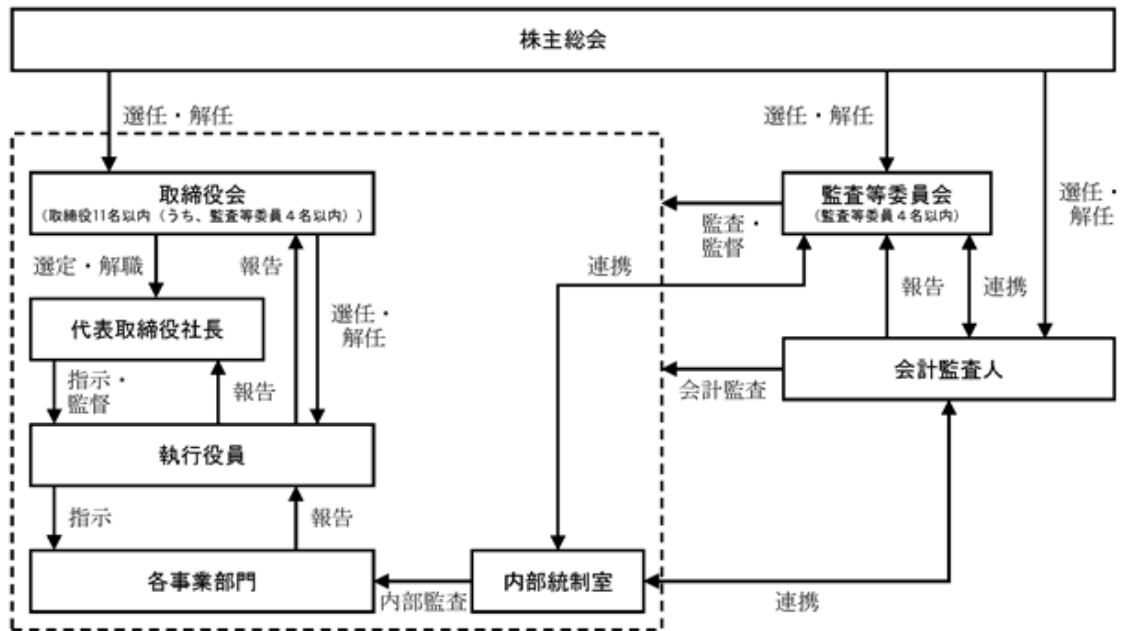 株主総会
選任・解任
選任・解任
選任・
解任
取締役会
(取締役11名以内(うち、監査等委員4名以内))
監査等委員会
(監査等委員4名以内)
監査・
監督
選定・解職
報告
連携
報告
連携
代表取締役社長
選任・
解任
指示・
監督
報告
会計監査
会計監査人
執行役員
指示
報告
各事業部門
内部監査
内部統制室
連携